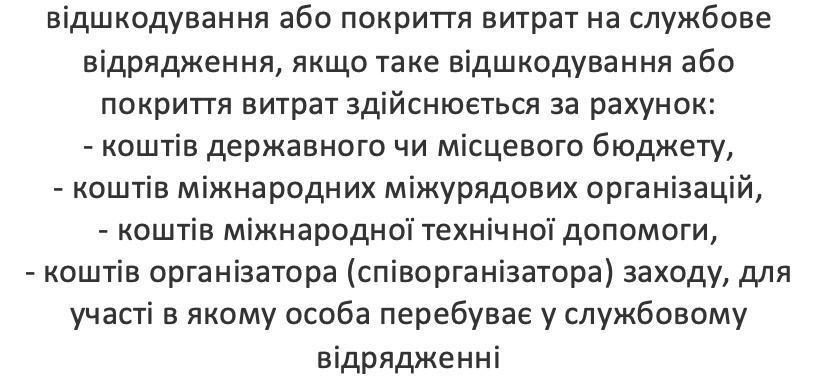 відшкодування або покриття витрат на службове
відрядження, якщо таке відшкодування або
покриття витрат здійснюється за рахунок:
- коштів державного чи місцевого бюджету,
- коштів міжнародних міжурядових організацій,
- коштів міжнародної технічної допомоги,
- коштів організатора (співорганізатора) заходу, для
участі в якому особа перебуває у службовому
відрядженні